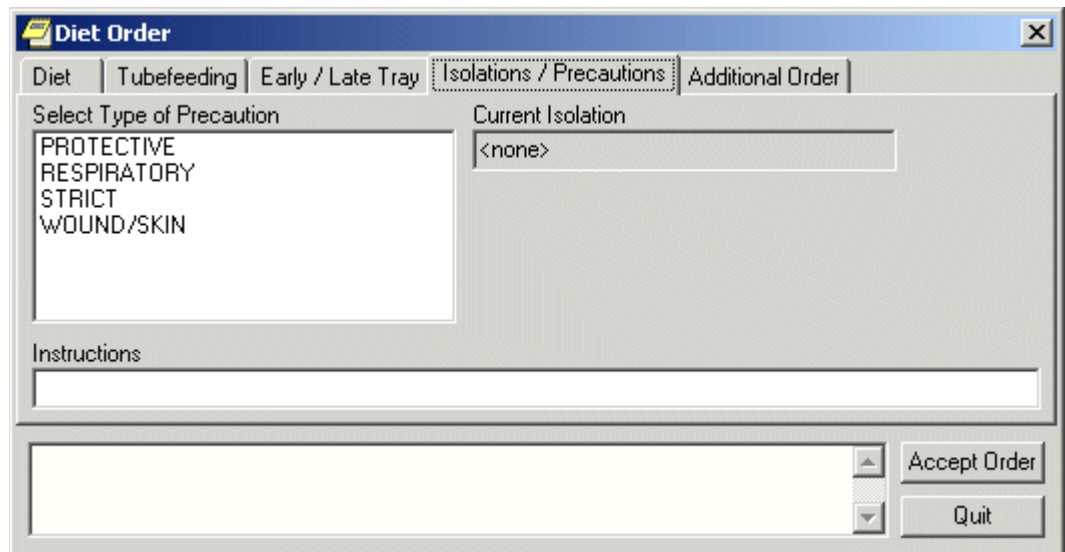 Diet Order
Diet Tubefeeding Early / Late Tray Isolations / Precautions Additional Order
Select Type of Precaution Current Isolation
PROTECTIVE <none>
RESPIRATORY
STRICT
WOUND/SKIN
Instructions
Accept Order
Quit